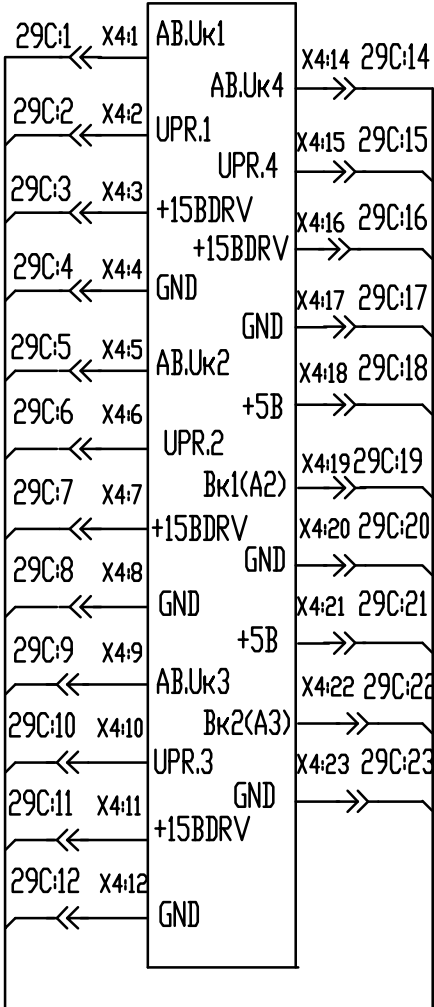 29C:1 X4:1 AB.Uк1
X4:14 29C:14
AB.Uк4
29C:2 X4:2 UPR.1
X4:15 29C:15
UPR.4
29C:3 X4:3 +15BDRV
X4:16 29C:16
+15BDRV
29C:4 X4:4 GND
X4:17 29C:17
GND
29C:5 X4:5 AB.Uк2
X4:18 29C:18
+5B
29C:6 X4:6 UPR.2
X4:19 29C:19
Вк1(A2)
29C:7 X4:7 +15BDRV
X4:20 29C:20
GND
29C:8 X4:8 GND
X4:21 29C:21
+5B
29C:9 X4:9 AB.Uк3
X4:22 29C:22
Вк2(A3)
29C:10 X4:10 UPR.3
X4:23 29C:23
GND
29C:11 X4:11 +15BDRV
29C:12 X4:12 GND